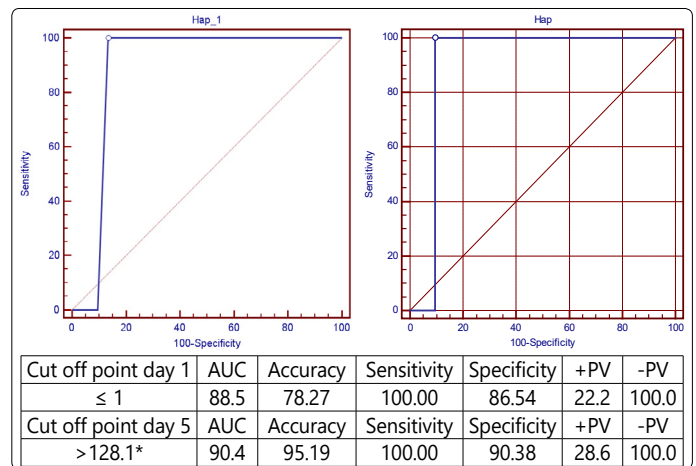 Hap_1
100
80
60
40
20
0
Sensitivity
0 20 40 60 80 100
100-Specificity
Hap
100
80
60
40
20
0
Sensitivity
0 20 40 60 80 100
100-Specificity
Cut off point day 1 AUC Accuracy Sensitivity Specificity +PV -PV
≤ 1 88.5 78.27 100.00 86.54 22.2 100.0
Cut off point day 5 AUC Accuracy Sensitivity Specificity +PV -PV
>128.1* 90.4 95.19 100.00 90.38 28.6 100.0